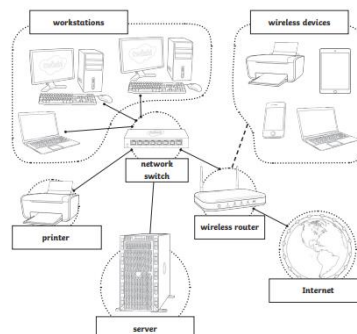 workstations
wireless devices
network
switch
printer
wireless router
server
Internet